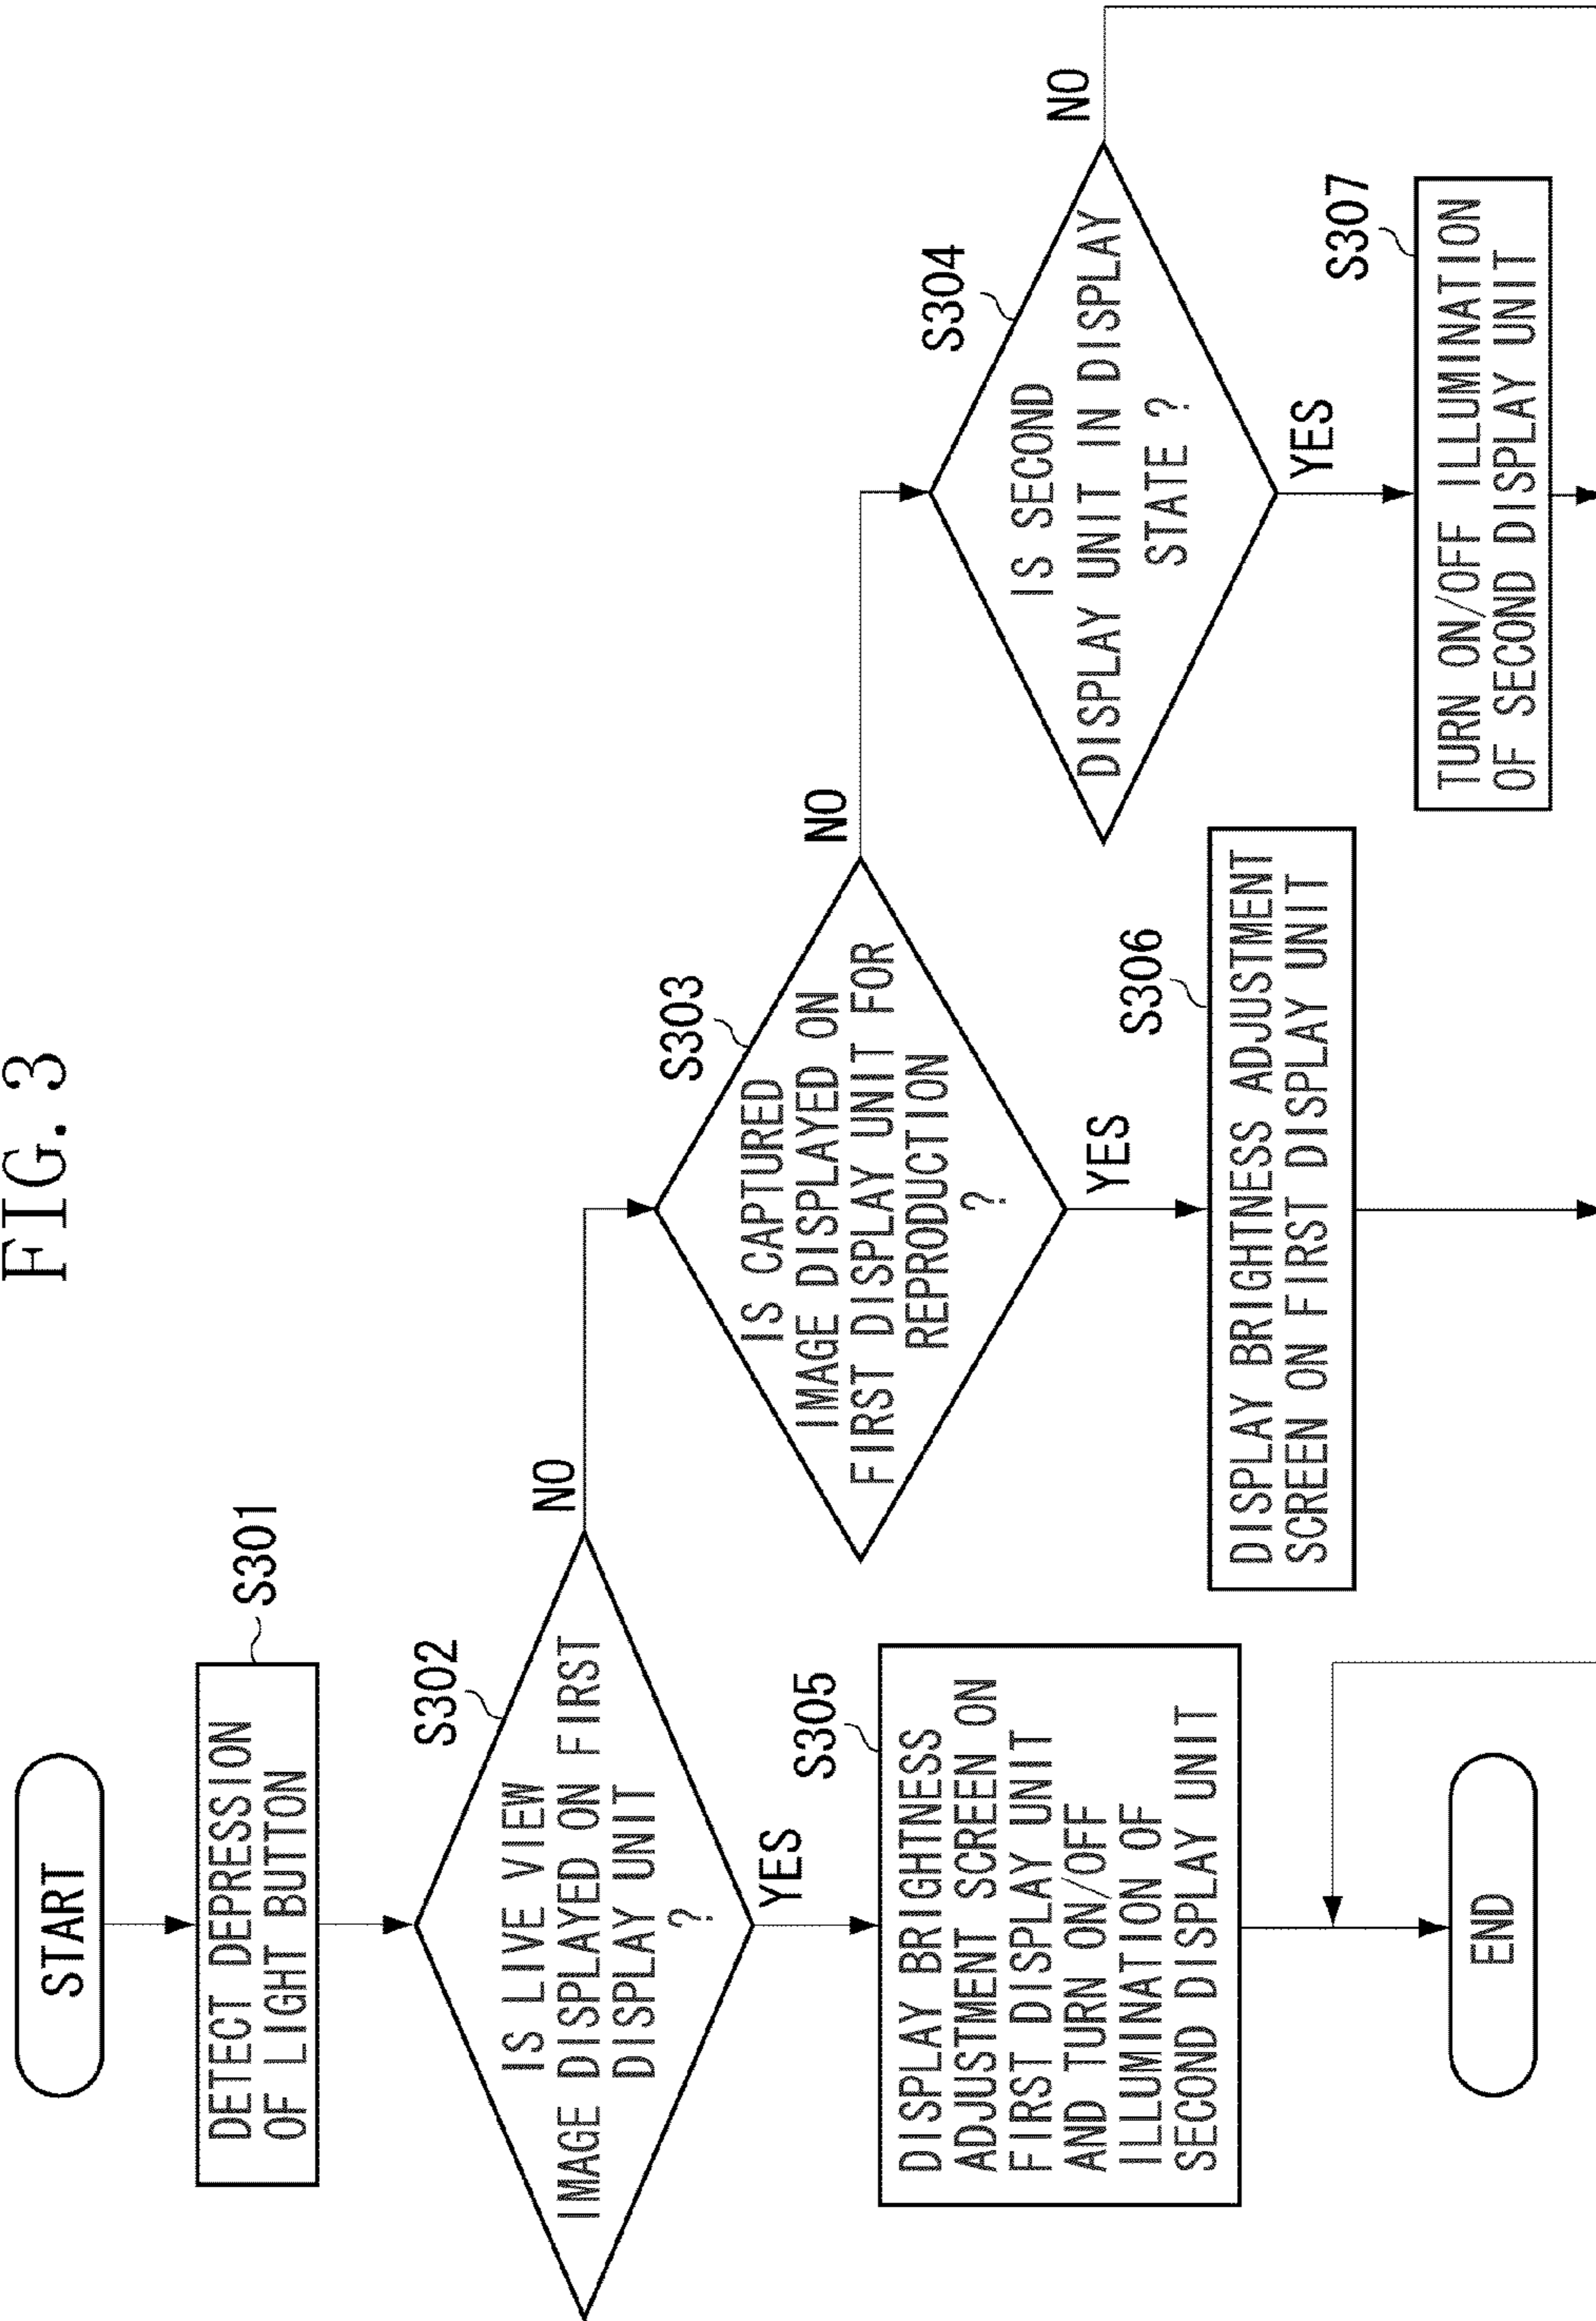 FIG. 3
START
S301
DETECT DEPRESSION
OF LIGHT BUTTON
S302
IS LIVE VIEW
IMAGE DISPLAYED ON FIRST
DISPLAY UNIT
?
NO
YES
S303
IS CAPTURED
IMAGE DISPLAYED ON
FIRST DISPLAY UNIT FOR
REPRODUCTION
?
NO
YES
S304
IS SECOND
DISPLAY UNIT IN DISPLAY
STATE ?
NO
YES
S305
DISPLAY BRIGHTNESS
ADJUSTMENT SCREEN ON
FIRST DISPLAY UNIT
AND TURN ON/OFF
ILLUMINATION OF
SECOND DISPLAY UNIT
S306
DISPLAY BRIGHTNESS ADJUSTMENT
SCREEN ON FIRST DISPLAY UNIT
S307
TURN ON/OFF ILLUMINATION
OF SECOND DISPLAY UNIT
END